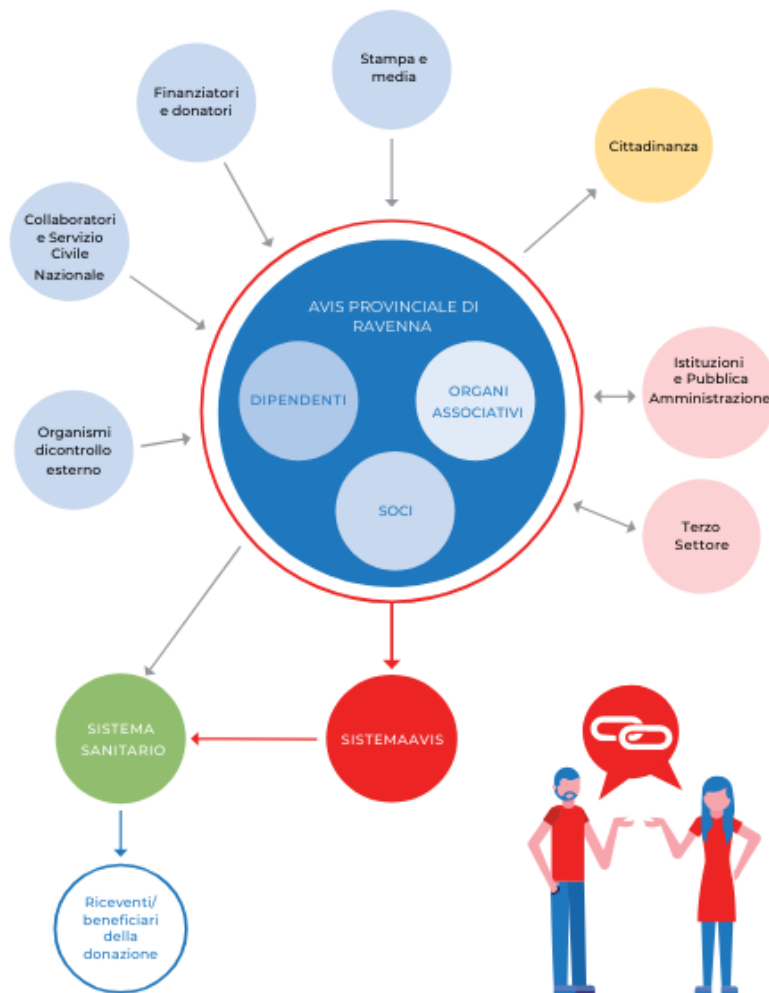 Stampa e
media
Finanziatori
e donatori
Cittadinanza
Collaboratori
e Servizio
Civile
Nazionale
AVIS PROVINCIALE DI
RAVENNA
DIPENDENTI
ORGANI
ASSOCIATIVI
SOCI
Istituzioni
e Pubblica
Amministrazione
Organismi
dicontrollo
esterno
Terzo
Settore
SISTEMA
SANITARIO
SISTEMAAVIS
Riceventi/
beneficiari
della
donazione